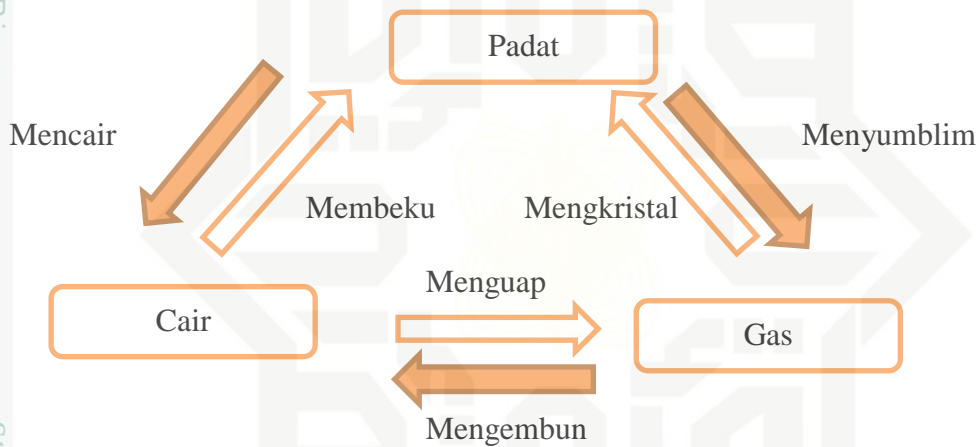 Padat
Mencair
Menyumblim
Membeku
Mengkristal
Menguap
Cair
Gas
Mengembun